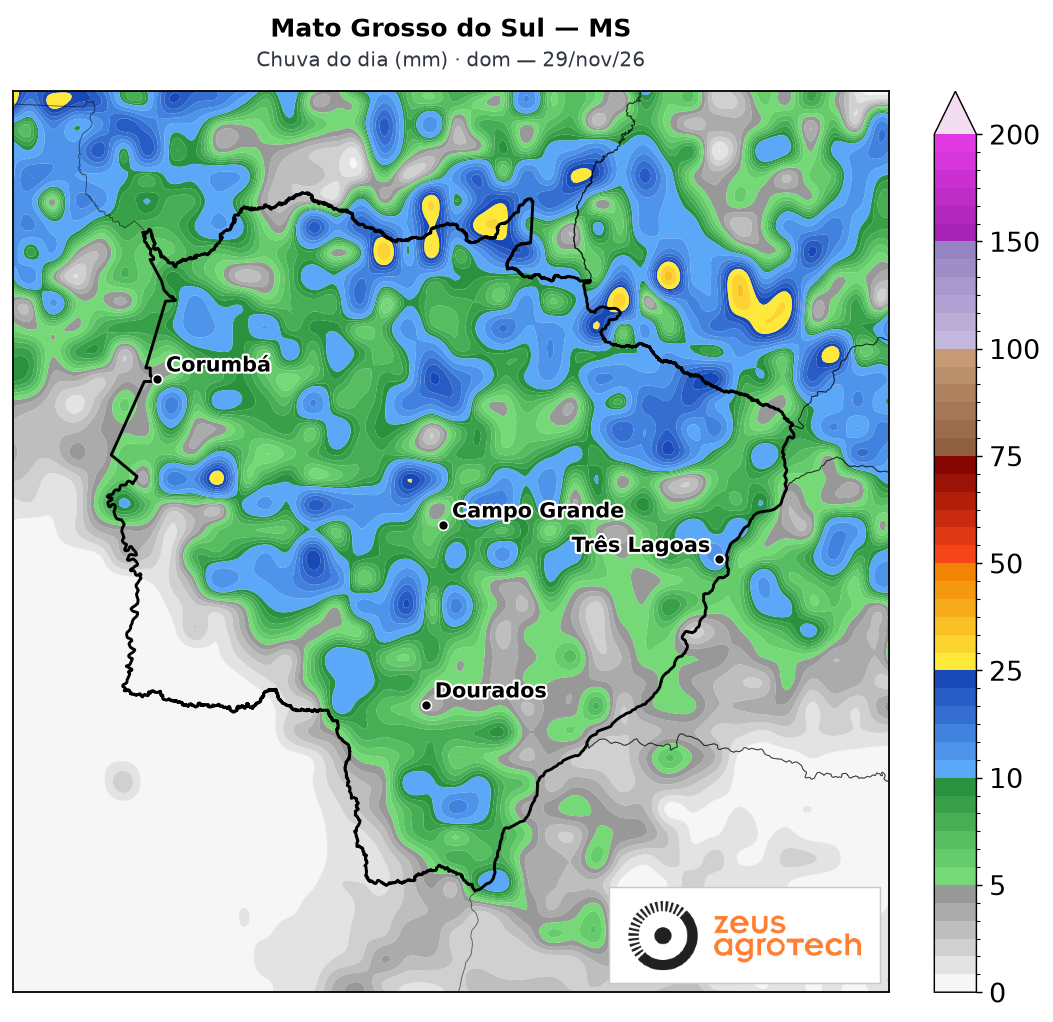 Mato Grosso do Sul — MS
Chuva do dia (mm) · dom — 29/nov/26
200
150
100
75
50
25
10
5
0
Corumbá
Campo Grande
Três Lagoas
Dourados
zeus
agrotech